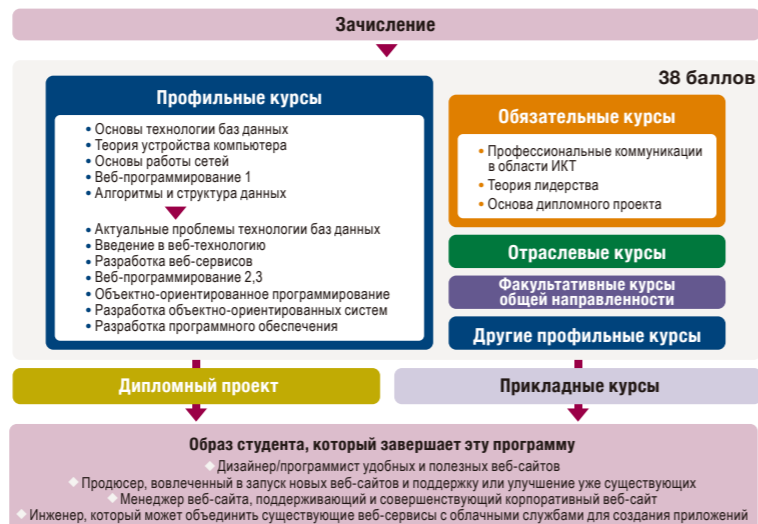 Зачисление
38 баллов
Профильные курсы
• Основы технологии баз данных
• Теория устройства компьютера
• Основы работы сетей
• Веб-программирование 1
• Алгоритмы и структура данных
• Актуальные проблемы технологии баз данных
• Введение в веб-технологию
• Разработка веб-сервисов
• Веб-программирование 2,3
• Объектно-ориентированное программирование
• Разработка объектно-ориентированных систем
• Разработка программного обеспечения
Обязательные курсы
• Профессиональные коммуникации
в области ИКТ
• Теория лидерства
• Основа дипломного проекта
Отраслевые курсы
Факультативные курсы
общей направленности
Другие профильные курсы
Дипломный проект
Прикладные курсы
Образ студента, который завершает эту программу
◆ Дизайнер/программист удобных и полезных веб-сайтов
◆ Продюсер, вовлеченный в запуск новых веб-сайтов и поддержку или улучшение уже существующих
◆ Менеджер веб-сайта, поддерживающий и совершенствующий корпоративный веб-сайт
◆ Инженер, который может объединить существующие веб-сервисы с облачными службами для создания приложений